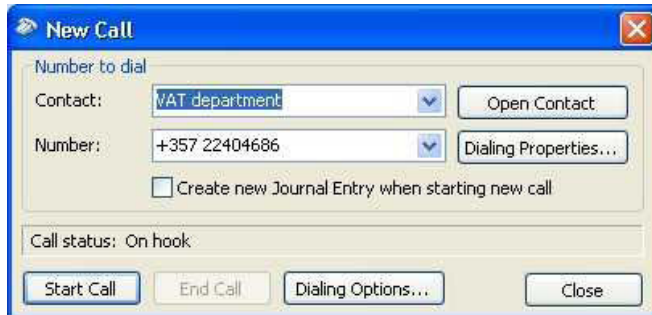 New Call
Number to dial
Contact: VAT department Open Contact
Number: +357 22404686 Dialing Properties...
Create new Journal Entry when starting new call
Call status: On hook
Start Call End Call Dialing Options... Close